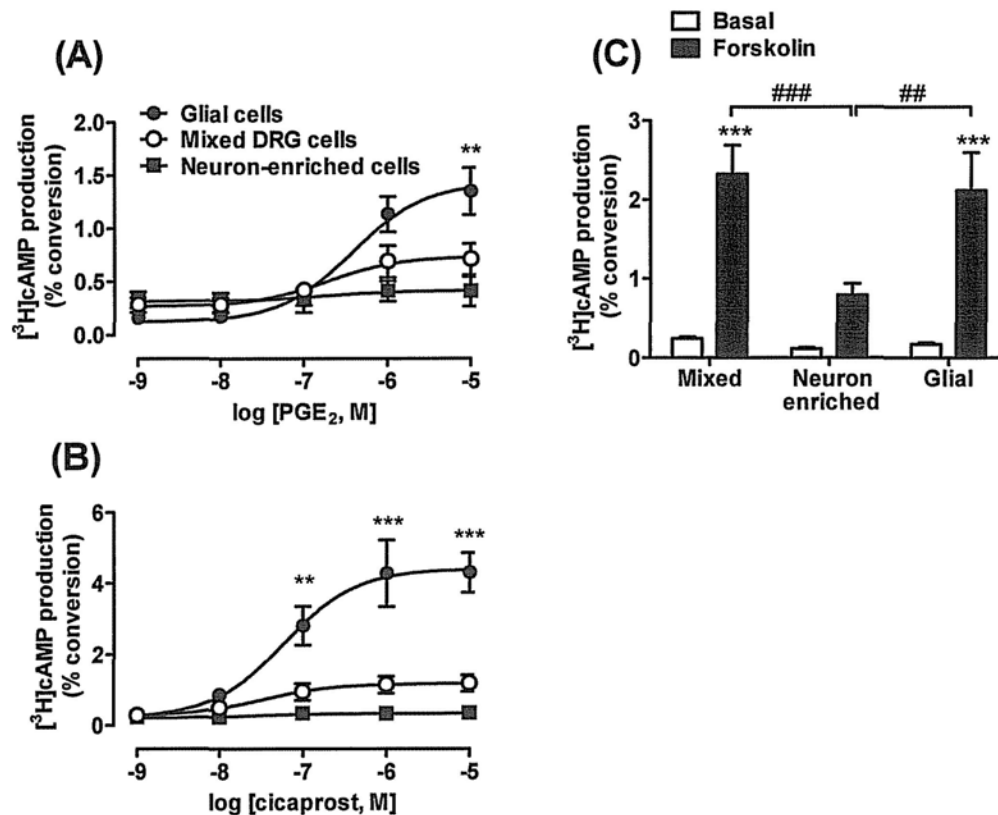 (A)
Glial cells
Mixed DRG cells
Neuron-enriched cells
**
[³H]cAMP production
(% conversion)
2.0
1.5
1.0
0.5
0.0
-9 -8 -7 -6 -5
log [PGE₂, M]
(B)
[³H]cAMP production
(% conversion)
6
4
2
0
** *** ***
-9 -8 -7 -6 -5
log [cicaprost, M]
Basal
Forskolin
(C)
### ##
*** ***
[³H]cAMP production
(% conversion)
3
2
1
0
Mixed Neuron Glial
enriched